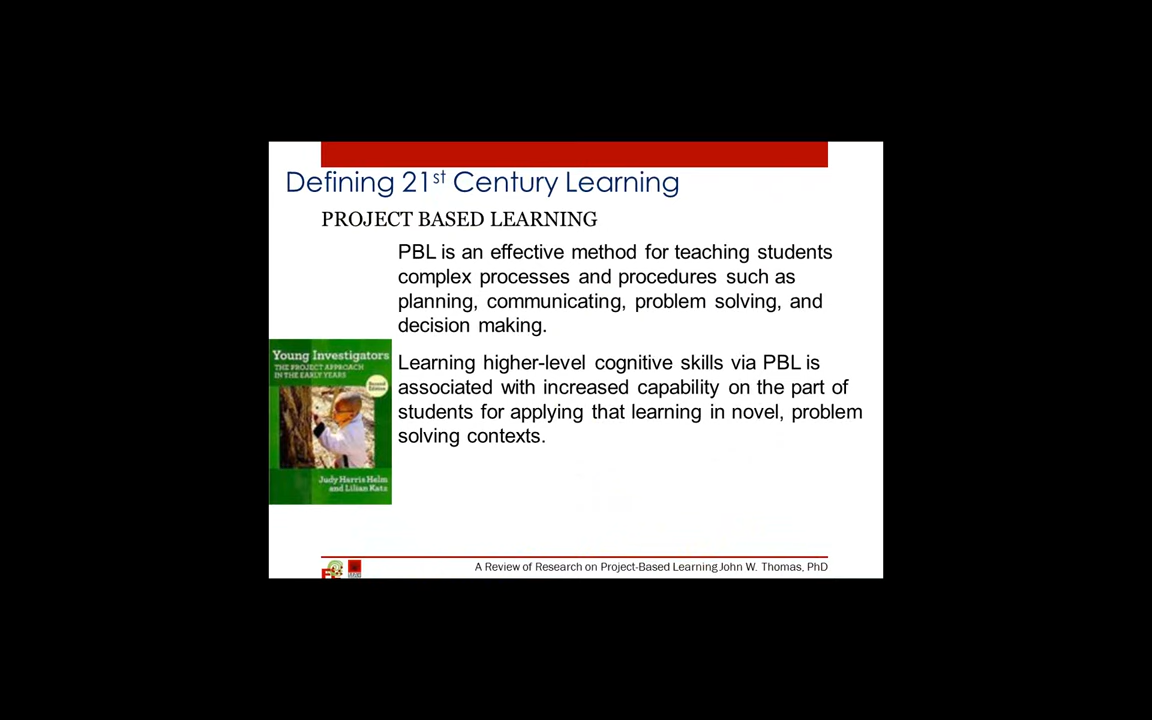 Defining 21st Century Learning
PROJECT BASED LEARNING
PBL is an effective method for teaching students
complex processes and procedures such as
planning, communicating, problem solving, and
decision making.
Learning higher-level cognitive skills via PBL is
associated with increased capability on the part of
students for applying that learning in novel, problem
solving contexts.
Young Investigators
THE PROJECT APPROACH
IN THE EARLY YEARS
Second
Edition
Judy Harris Helm
and Lilian Katz
A Review of Research on Project-Based Learning John W. Thomas, PhD